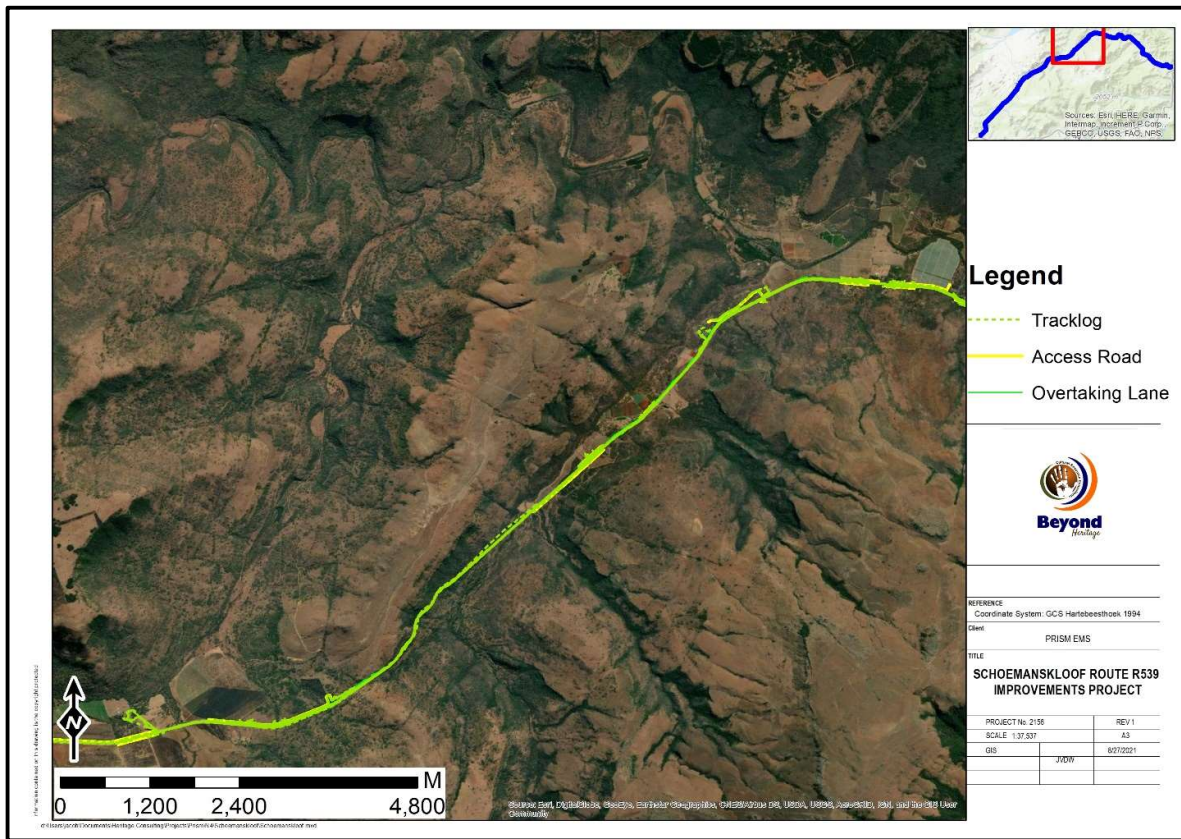 Sources: Esri, HERE, Garmin,
Intermap, increment P Corp.,
GEBCO, USGS, FAO, NPS,
Legend
Tracklog
Access Road
Overtaking Lane
Beyond
Heritage
REFERENCE
Coordinate System: GCS Hartebeesthoek 1994
Client
PRISM EMS
TITLE
SCHOEMANSKLOOF ROUTE R539
IMPROVEMENTS PROJECT
PROJECT No. 2156 REV 1
SCALE 1:37,537 A3
GIS JVDW 6/27/2021
N
M
0 1,200 2,400 4,800
Source: Esri, DigitalGlobe, GeoEye, Earthstar Geographics, CNES/Airbus DS, USDA, USGS, AeroGRID, IGN, and the GIS User
Community